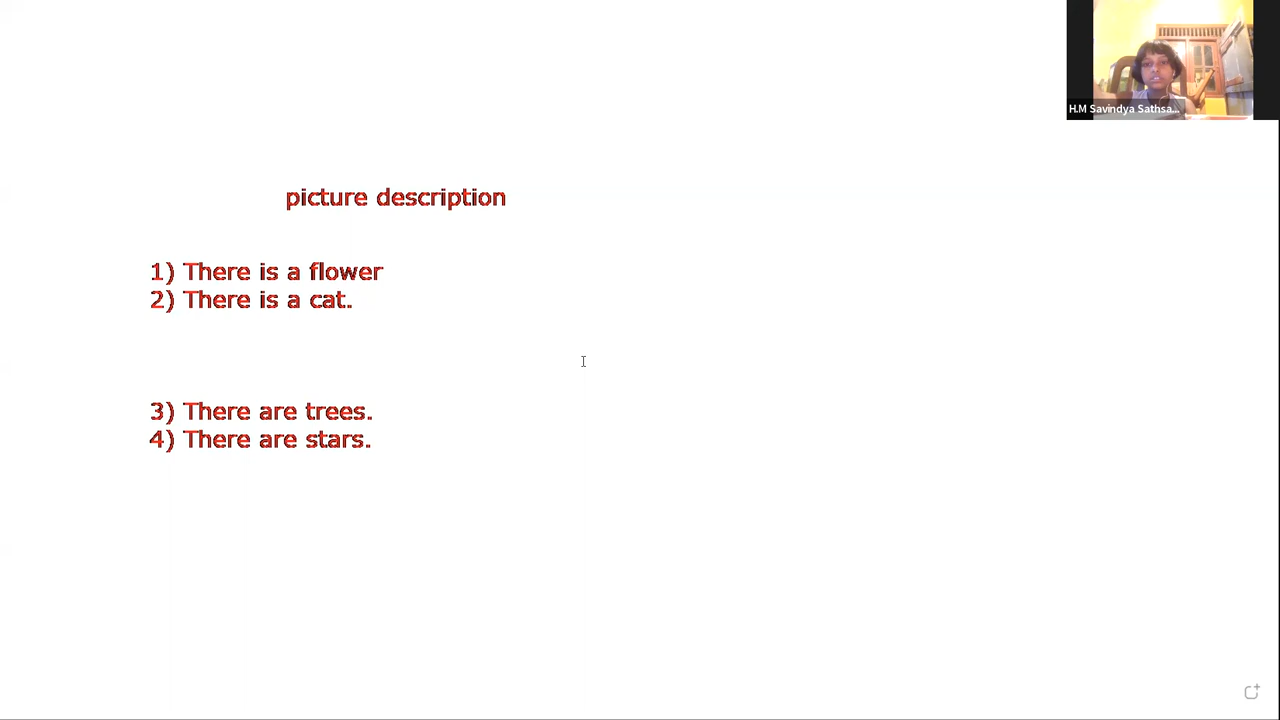 H.M Savindya Sathsa...
picture description
1) There is a flower
2) There is a cat.
3) There are trees.
4) There are stars.